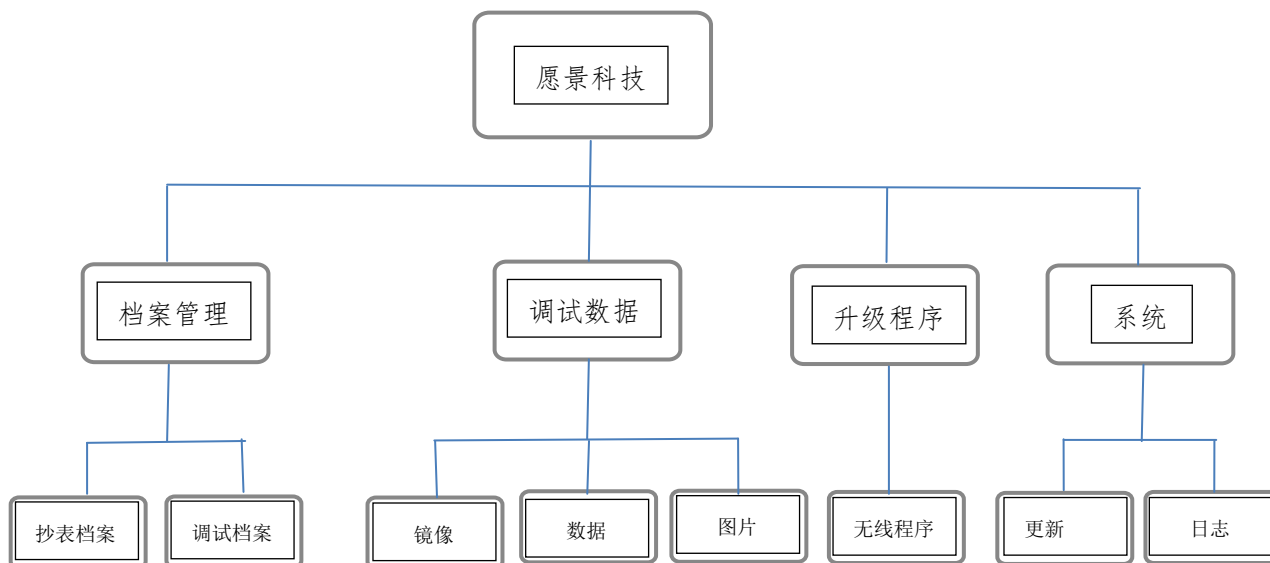 愿景科技
档案管理
调试数据
升级程序
系统
抄表档案
调试档案
镜像
数据
图片
无线程序
更新
日志